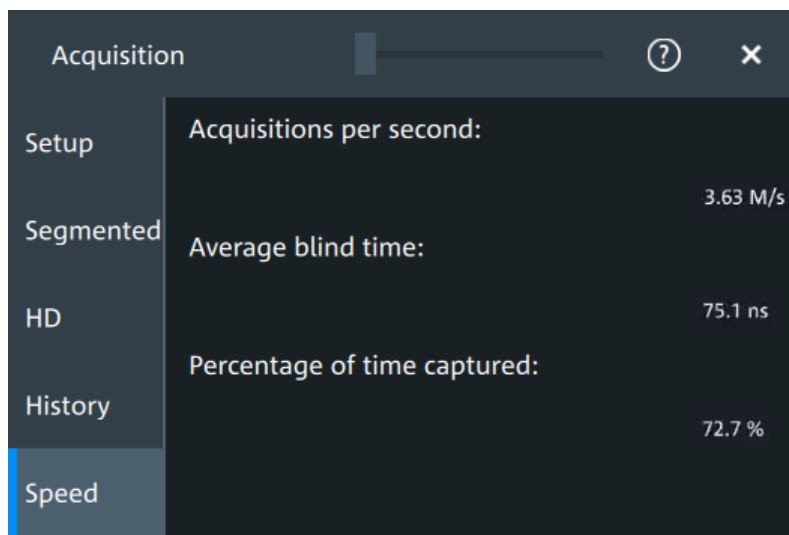 Acquisition
?
Setup
Segmented
HD
History
Speed
Acquisitions per second:
3.63 M/s
Average blind time:
75.1 ns
Percentage of time captured:
72.7 %